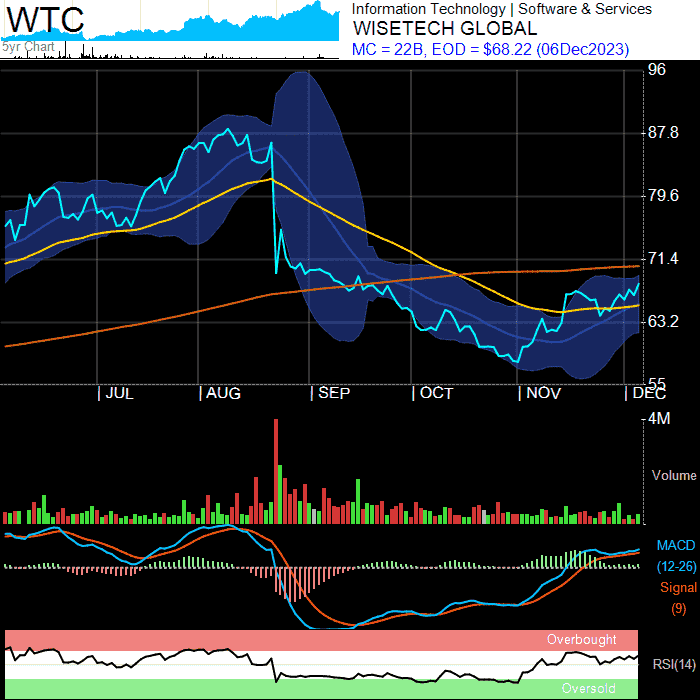 WTC
5yr Chart
Information Technology | Software & Services
WISETECH GLOBAL
MC = 22B, EOD = $68.22 (06Dec2023)
96
87.8
79.6
71.4
63.2
55
| JUL | AUG | SEP | OCT | NOV | DEC
4M
Volume
MACD
(12-26)
Signal
(9)
Overbought
RSI(14)
Oversold